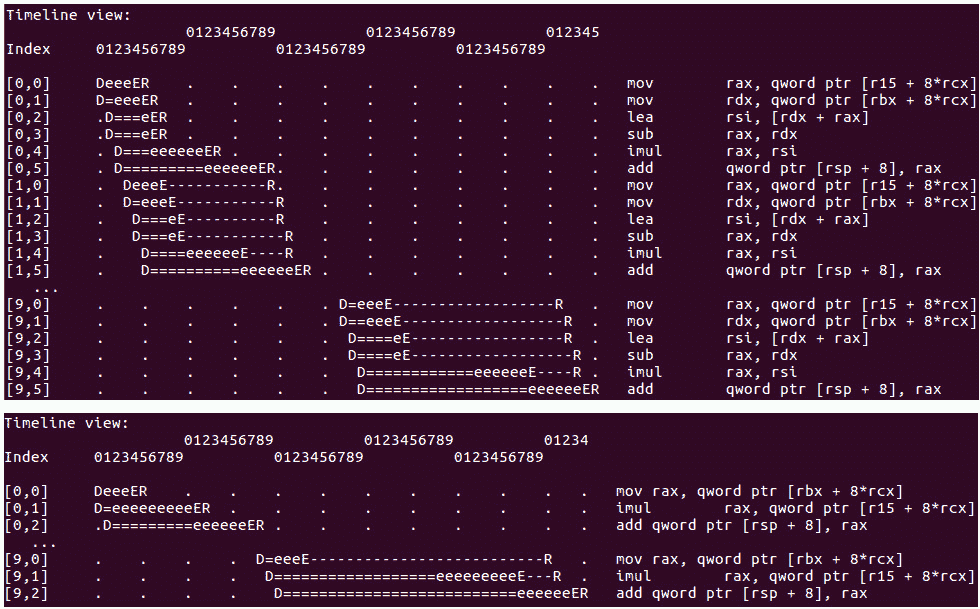 Timeline view:
                    0123456789          0123456789          012345
Index     0123456789          0123456789          0123456789

[0,0]     DeeeER    .    .    .    .    .    .    .    .    .    .   mov        rax, qword ptr [r15 + 8*rcx]
[0,1]     D=eeeER   .    .    .    .    .    .    .    .    .    .   mov        rdx, qword ptr [rbx + 8*rcx]
[0,2]     .D===eER  .    .    .    .    .    .    .    .    .    .   lea        rsi, [rdx + rax]
[0,3]     .D===eER  .    .    .    .    .    .    .    .    .    .   sub        rax, rdx
[0,4]     . D===eeeeeeER .    .    .    .    .    .    .    .    .   imul       rax, rsi
[0,5]     . D=========eeeeeeER.    .    .    .    .    .    .    .   add        qword ptr [rsp + 8], rax
[1,0]     .  DeeeE-----------R.    .    .    .    .    .    .    .   mov        rax, qword ptr [r15 + 8*rcx]
[1,1]     .  D=eeeE-----------R    .    .    .    .    .    .    .   mov        rdx, qword ptr [rbx + 8*rcx]
[1,2]     .   D===eE----------R    .    .    .    .    .    .    .   lea        rsi, [rdx + rax]
[1,3]     .   D===eE-----------R   .    .    .    .    .    .    .   sub        rax, rdx
[1,4]     .    D====eeeeeeE----R   .    .    .    .    .    .    .   imul       rax, rsi
[1,5]     .    D==========eeeeeeER .    .    .    .    .    .    .   add        qword ptr [rsp + 8], rax
   ...
[9,0]     .    .    .    .    .    . D=eeeE------------------R   .   mov        rax, qword ptr [r15 + 8*rcx]
[9,1]     .    .    .    .    .    . D==eeeE------------------R  .   mov        rdx, qword ptr [rbx + 8*rcx]
[9,2]     .    .    .    .    .    .  D====eE-----------------R  .   lea        rsi, [rdx + rax]
[9,3]     .    .    .    .    .    .  D====eE------------------R .   sub        rax, rdx
[9,4]     .    .    .    .    .    .   D============eeeeeeE----R .   imul       rax, rsi
[9,5]     .    .    .    .    .    .   D==================eeeeeeER   add        qword ptr [rsp + 8], rax
Timeline view:
                    0123456789          0123456789          01234
Index     0123456789          0123456789          0123456789

[0,0]     DeeeER    .    .    .    .    .    .    .    .    .   mov rax, qword ptr [rbx + 8*rcx]
[0,1]     D=eeeeeeeeeER  .    .    .    .    .    .    .    .   imul        rax, qword ptr [r15 + 8*rcx]
[0,2]     .D=========eeeeeeER .    .    .    .    .    .    .   add qword ptr [rsp + 8], rax
   ...
[9,0]     .    .    .    . D=eeeE--------------------------R    .   mov rax, qword ptr [rbx + 8*rcx]
[9,1]     .    .    .    .  D==================eeeeeeeeeE---R   .   imul        rax, qword ptr [r15 + 8*rcx]
[9,2]     .    .    .    .   D==========================eeeeeeER   add qword ptr [rsp + 8], rax